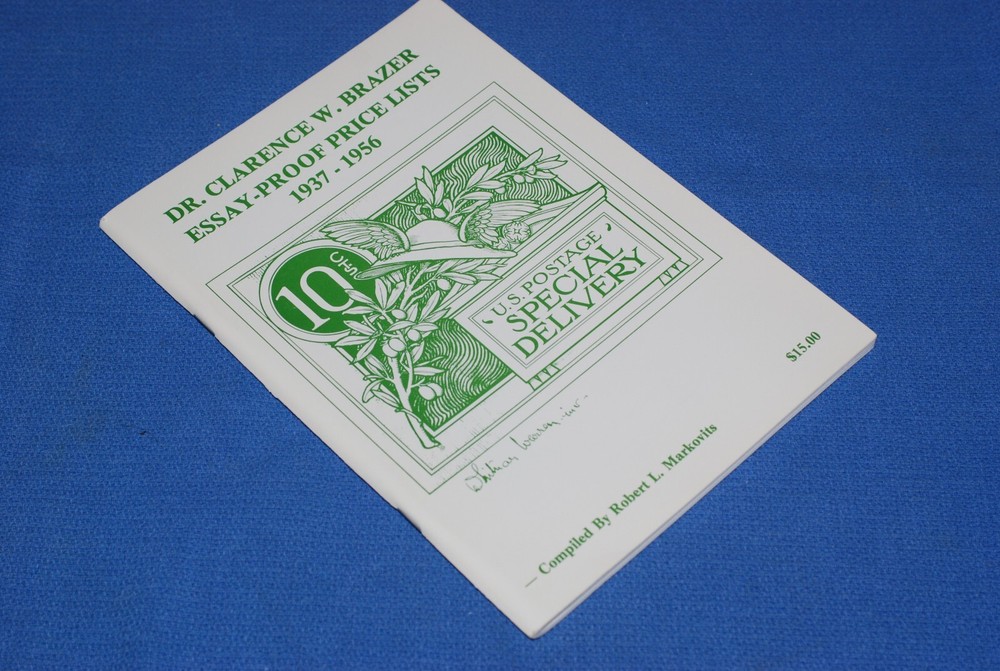 DR. CLARENCE W. BRAZER
ESSAY-PROOF PRICE LISTS
1937 - 1956
10 CTS
'U.S. POSTAGE'
SPECIAL
DELIVERY
$15.00
— Compiled By Robert L. Markovits